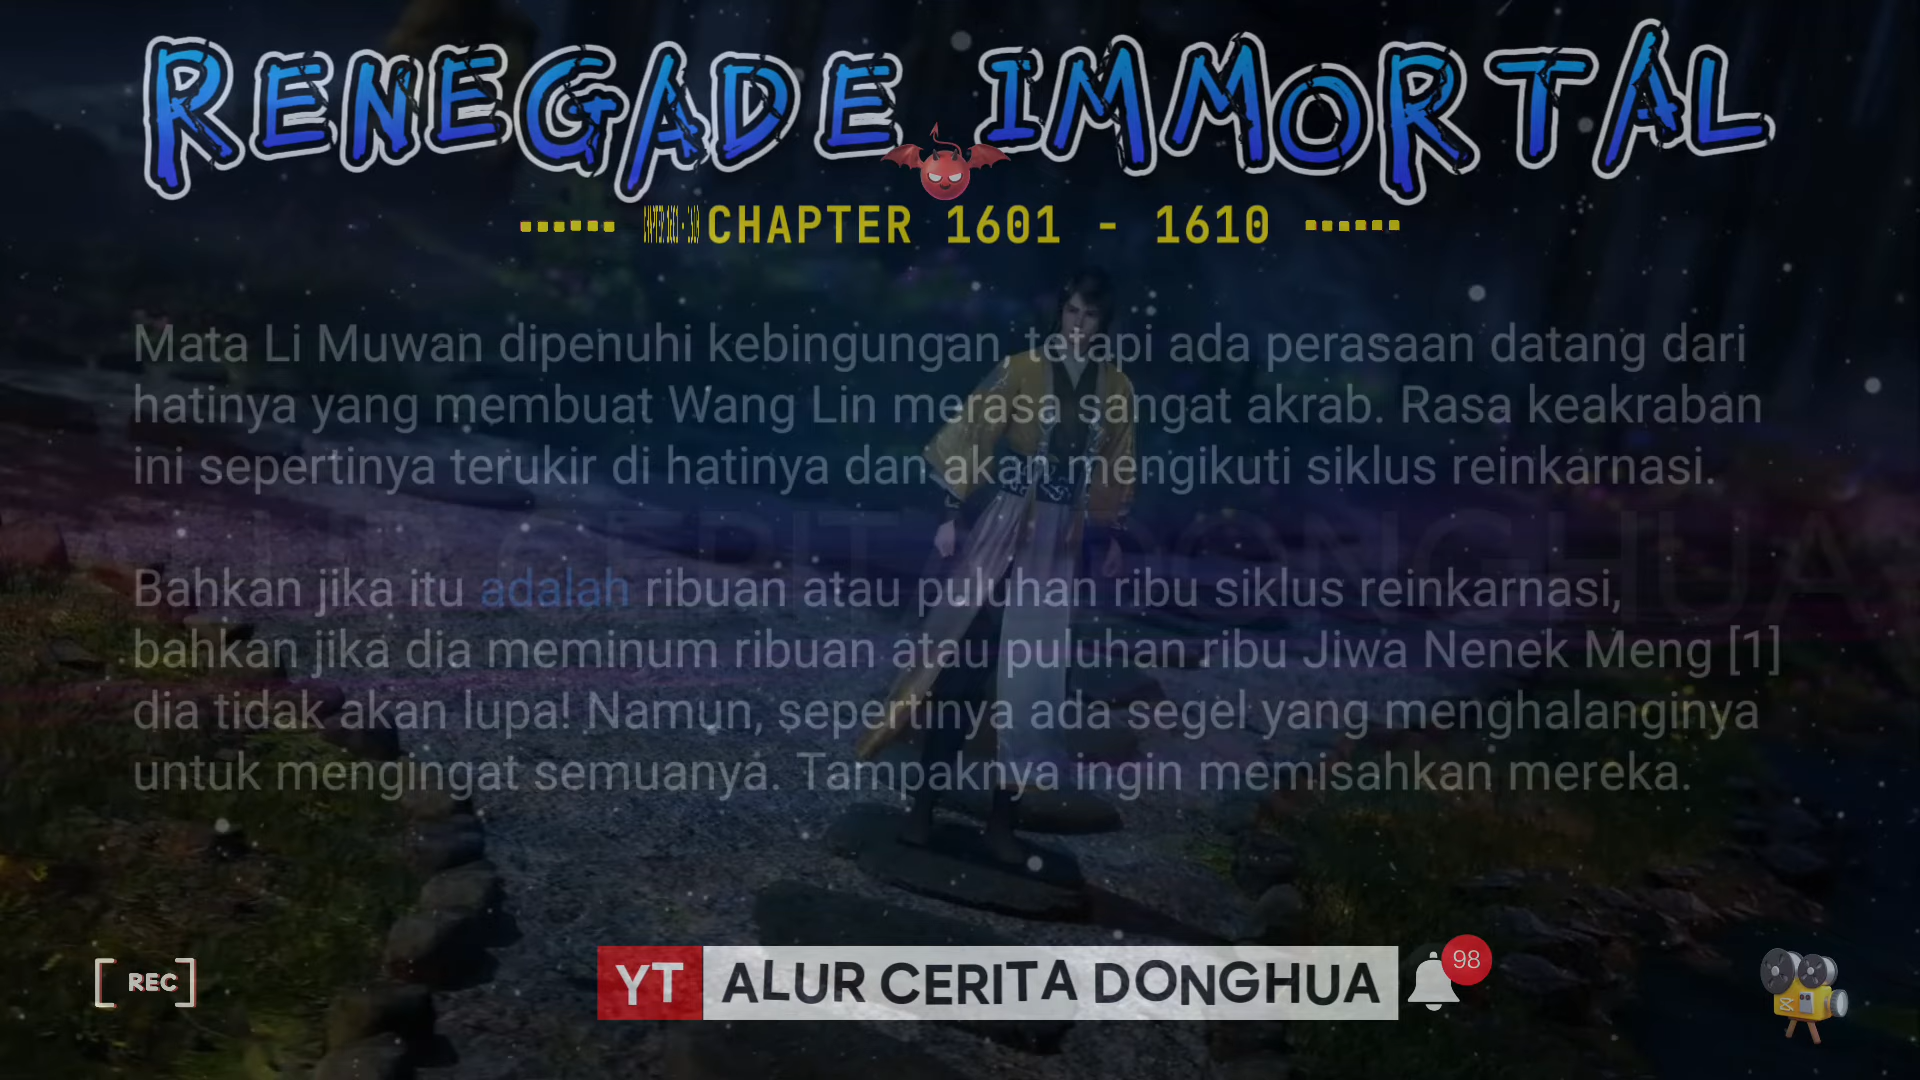 RENEGADE IMMORTAL
CHAPTER 1601 - 1610
Mata Li Muwan dipenuhi kebingungan, tetapi ada perasaan datang dari
hatinya yang membuat Wang Lin merasa sangat akrab. Rasa keakraban
ini sepertinya terukir di hatinya dan akan mengikuti siklus reinkarnasi.
Bahkan jika itu adalah ribuan atau puluhan ribu siklus reinkarnasi,
bahkan jika dia meminum ribuan atau puluhan ribu Jiwa Nenek Meng [1]
dia tidak akan lupa! Namun, sepertinya ada segel yang menghalanginya
untuk mengingat semuanya. Tampaknya ingin memisahkan mereka.
[REC]
YT ALUR CERITA DONGHUA
98